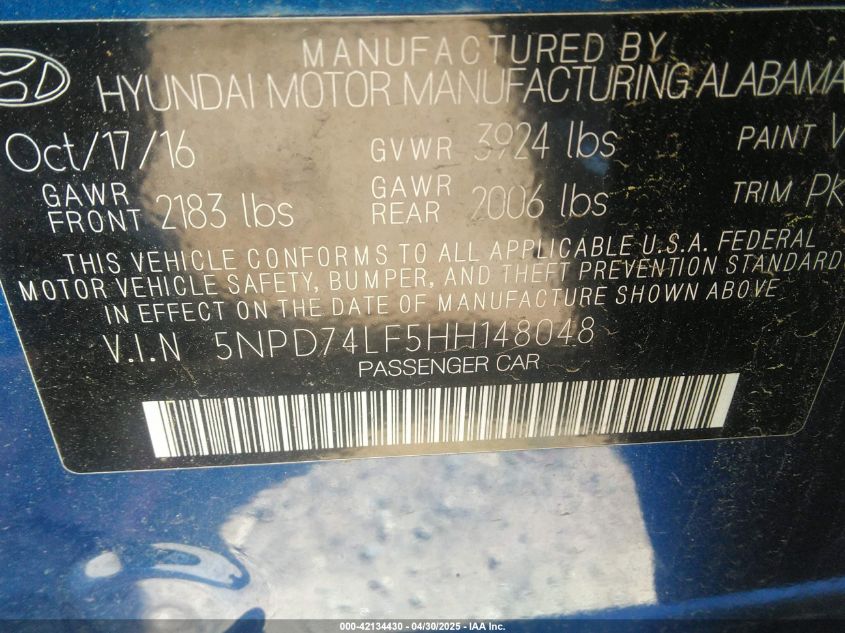 MANUFACTURED BY
HYUNDAI MOTOR MANUFACTURING ALABAMA
Oct/17/16 GVWR 3924 lbs PAINT V
GAWR FRONT 2183 lbs GAWR REAR 2006 lbs TRIM PK
THIS VEHICLE CONFORMS TO ALL APPLICABLE U.S.A. FEDERAL
MOTOR VEHICLE SAFETY, BUMPER, AND THEFT PREVENTION STANDARD
IN EFFECT ON THE DATE OF MANUFACTURE SHOWN ABOVE
V.I.N 5NPD74LF5HH148048
PASSENGER CAR
000-42134430 - 04/30/2025 - © IAA Inc.